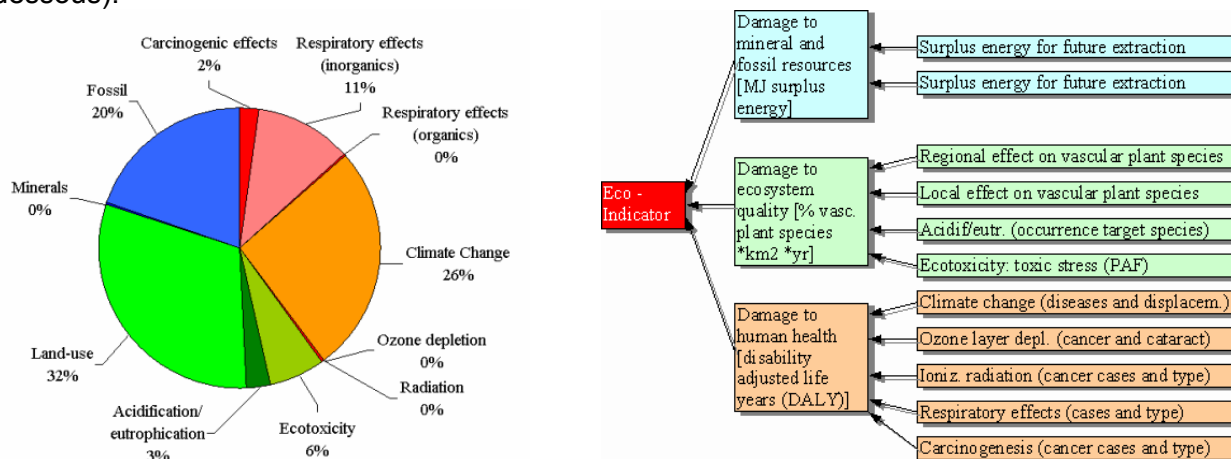 dessous).
Carcinogenic effects
2%
Respiratory effects
(inorganics)
11%
Respiratory effects
(organics)
0%
Climate Change
26%
Ozone depletion
0%
Radiation
0%
Ecotoxicity
6%
Acidification/
eutrophication
3%
Land-use
32%
Minerals
0%
Fossil
20%
Eco -
Indicator
Damage to
mineral and
fossil resources
[MJ surplus
energy]
Surplus energy for future extraction
Surplus energy for future extraction
Damage to
ecosystem
quality [% vasc.
plant species
*km2 *yr]
Regional effect on vascular plant species
Local effect on vascular plant species
Acidif/eutr. (occurrence target species)
Ecotoxicity: toxic stress (PAF)
Damage to
human health
[disability
adjusted life
years (DALY)]
Climate change (diseases and displacem.)
Ozone layer depl. (cancer and cataract)
Ioniz. radiation (cancer cases and type)
Respiratory effects (cases and type)
Carcinogenesis (cancer cases and type)